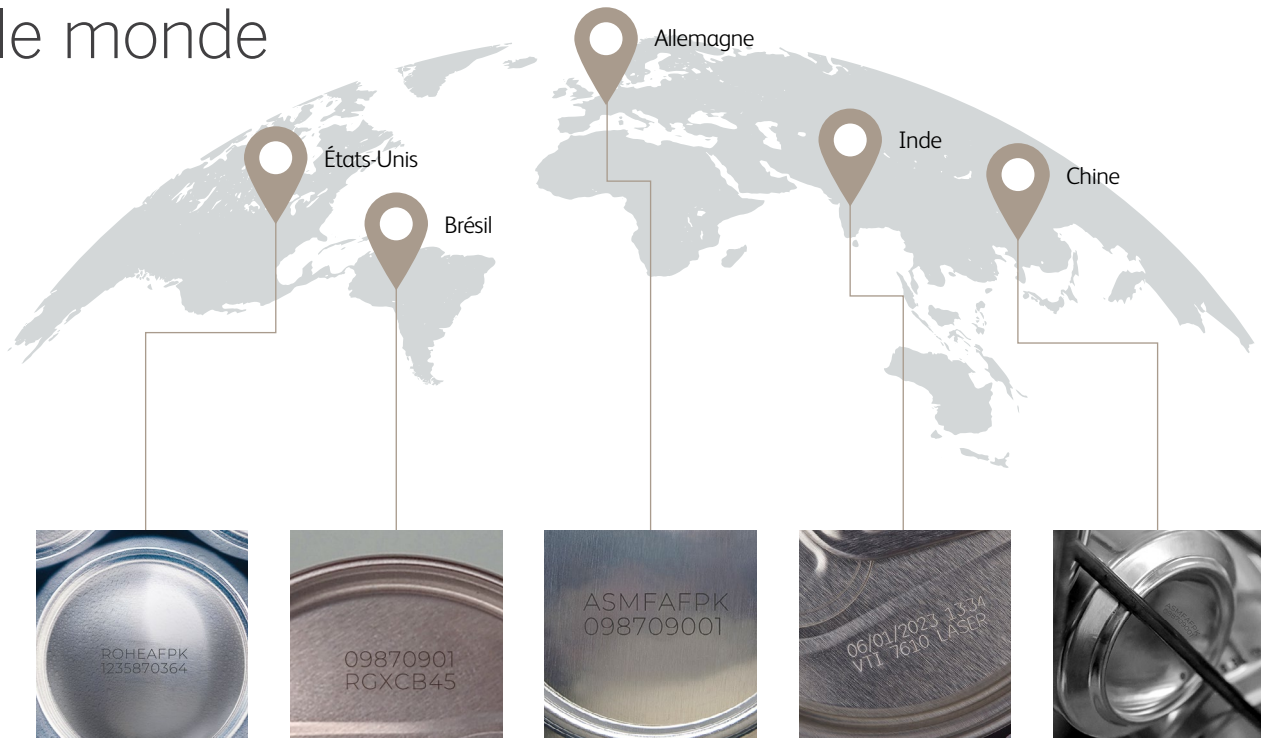 le monde
Allemagne
États-Unis
Inde
Chine
Brésil
ROHEAFPK
1235870364
09870901
RGXCB45
ASMFAFPK
098709001
06/01/2023 13:34
VTI 7610 LASER